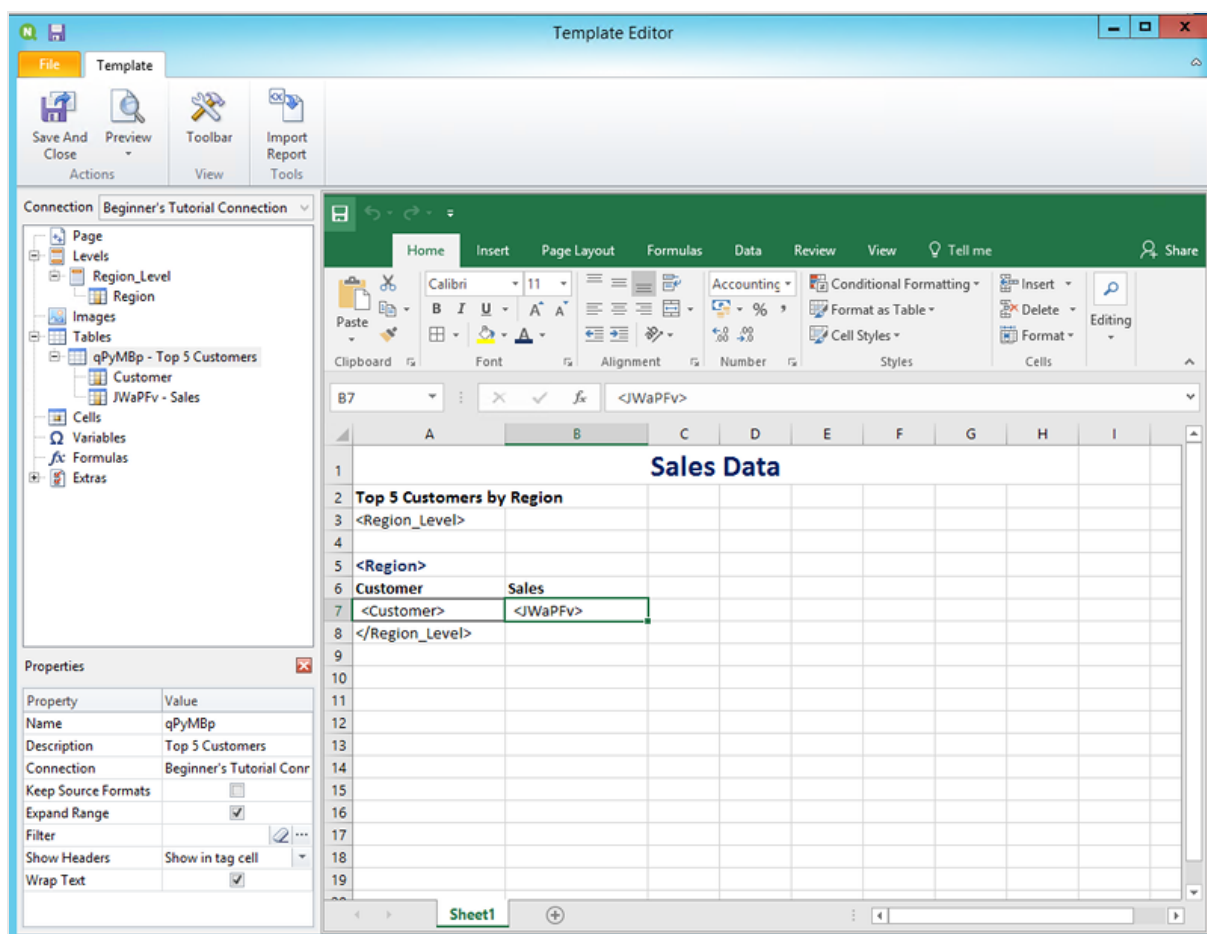 Template Editor
File Template
Save And Close Preview Toolbar Import Report
Actions View Tools
Connection Beginner's Tutorial Connection
Page
Levels
Region_Level
Region
Images
Tables
qPyMBp - Top 5 Customers
Customer
JWaPFv - Sales
Cells
Variables
Formulas
Extras
Properties
Property Value
Name qPyMBp
Description Top 5 Customers
Connection Beginner's Tutorial Conr
Keep Source Formats
Expand Range
Filter
Show Headers Show in tag cell
Wrap Text
Home Insert Page Layout Formulas Data Review View Tell me Share
Paste Calibri 11 Accounting Conditional Formatting Insert
B I U A A % Format as Table Delete Editing
A Cell Styles Format
Clipboard Font Alignment Number Styles Cells
B7 fx <JWaPFv>
A B C D E F G H I
1 Sales Data
2 Top 5 Customers by Region
3 <Region_Level>
4
5 <Region>
6 Customer Sales
7 <Customer> <JWaPFv>
8 </Region_Level>
9
10
11
12
13
14
15
16
17
18
19
Sheet1